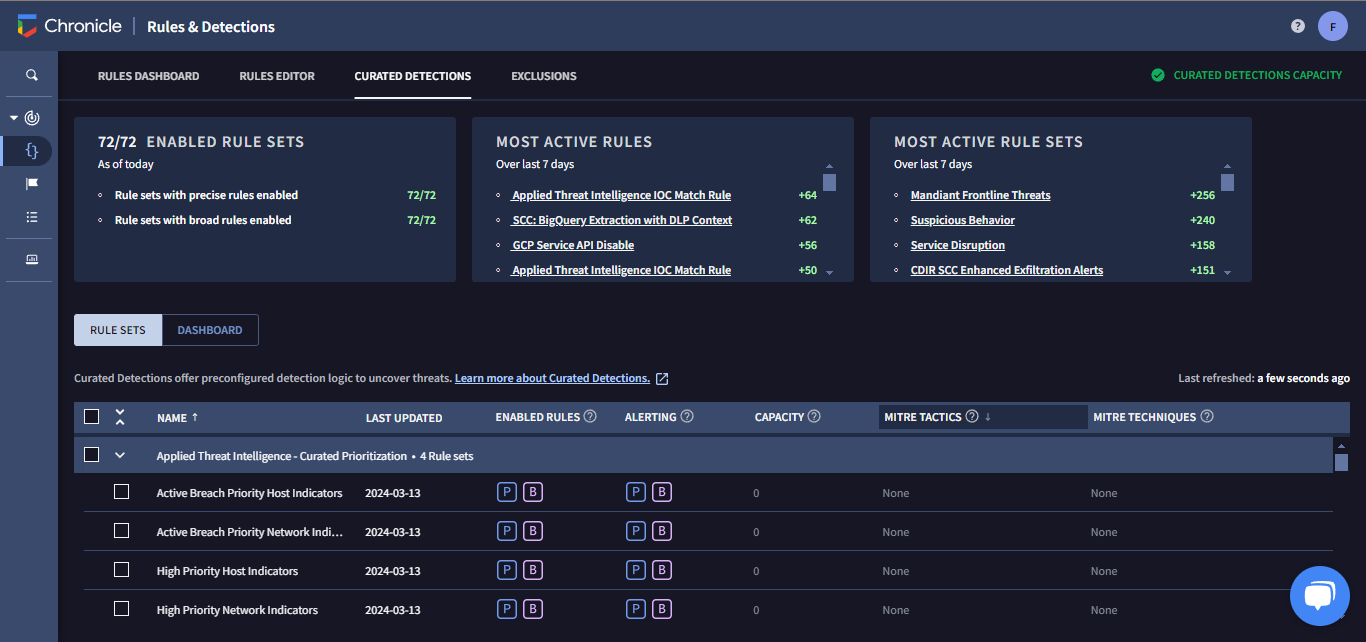 Chronicle | Rules & Detections
F
RULES DASHBOARD RULES EDITOR CURATED DETECTIONS EXCLUSIONS CURATED DETECTIONS CAPACITY
72/72 ENABLED RULE SETS
As of today
Rule sets with precise rules enabled 72/72
Rule sets with broad rules enabled 72/72
MOST ACTIVE RULES
Over last 7 days
Applied Threat Intelligence IOC Match Rule +64
SCC: BigQuery Extraction with DLP Context +62
GCP Service API Disable +56
Applied Threat Intelligence IOC Match Rule +50
MOST ACTIVE RULE SETS
Over last 7 days
Mandiant Frontline Threats +256
Suspicious Behavior +240
Service Disruption +158
CDIR SCC Enhanced Exfiltration Alerts +151
RULE SETS DASHBOARD
Curated Detections offer preconfigured detection logic to uncover threats. Learn more about Curated Detections. Last refreshed: a few seconds ago
NAME ↑ LAST UPDATED ENABLED RULES ? ALERTING ? CAPACITY ? MITRE TACTICS ? ↓ MITRE TECHNIQUES ?
Applied Threat Intelligence - Curated Prioritization • 4 Rule sets
Active Breach Priority Host Indicators 2024-03-13 P B P B 0 None None
Active Breach Priority Network Indi... 2024-03-13 P B P B 0 None None
High Priority Host Indicators 2024-03-13 P B P B 0 None None
High Priority Network Indicators 2024-03-13 P B P B 0 None None